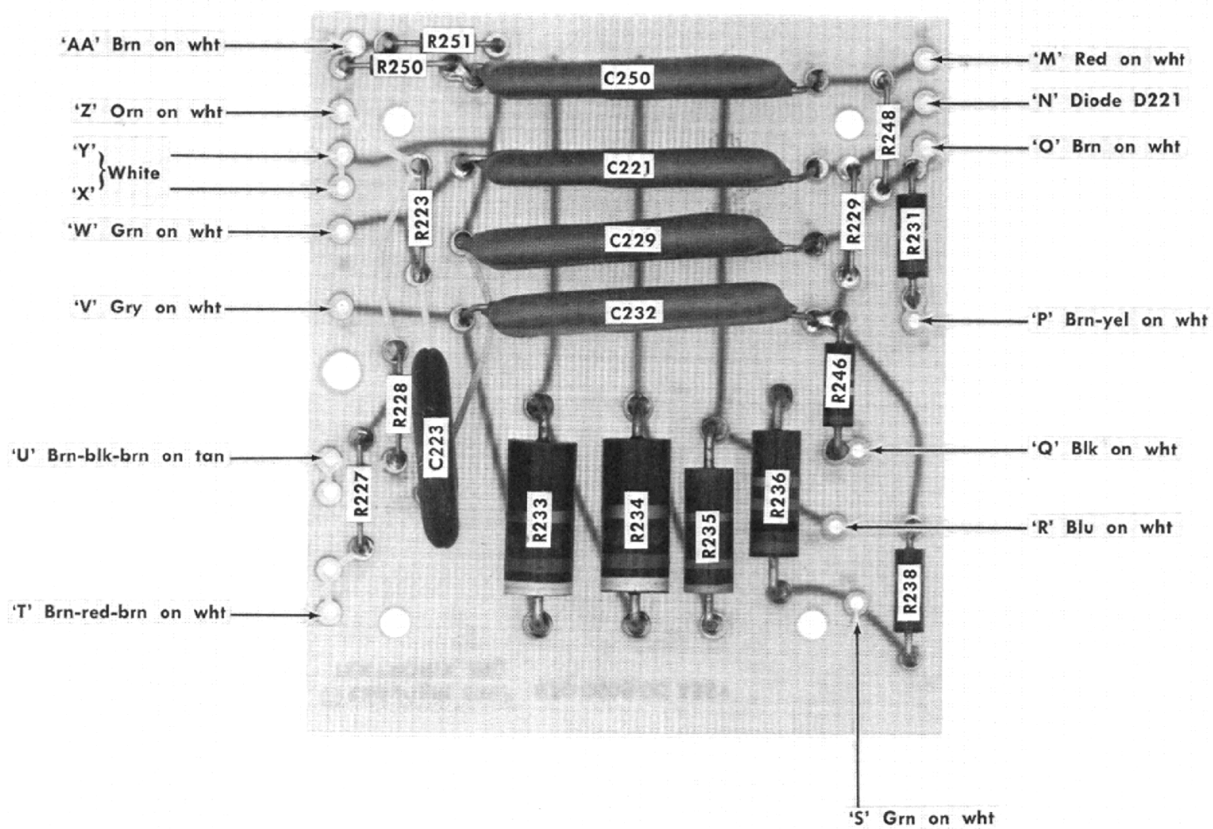 'AA' Brn on wht
R251
R250
C250
'M' Red on wht
'Z' Orn on wht
'N' Diode D221
R248
'Y'
'X'
}White
C221
'O' Brn on wht
'W' Grn on wht
R223
C229
R229
R231
'V' Gry on wht
C232
'P' Brn-yel on wht
R228
C223
R246
'U' Brn-blk-brn on tan
R227
R233
R234
R235
R236
'Q' Blk on wht
'R' Blu on wht
'T' Brn-red-brn on wht
R238
'S' Grn on wht